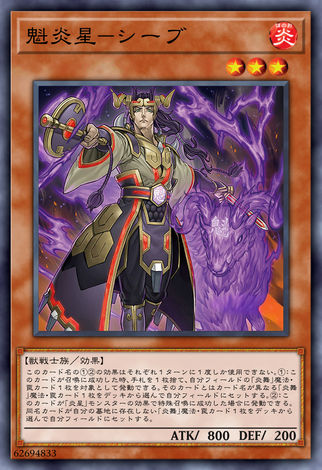 魁炎星－シーブ
炎
ほのお
【獣戦士族／効果】
このカード名の①②の効果はそれぞれ１ターンに１度しか使用できない。①：こ
のカードが召喚に成功した時、手札を１枚捨て、自分フィールドの「炎舞」魔法・
罠カード１枚を対象として発動できる。そのカードとはカード名が異なる「炎舞」
魔法・罠カード１枚をデッキから選んで自分フィールドにセットする。②：こ
のカードが「炎星」モンスターの効果で特殊召喚に成功した場合に発動できる。
同名カードが自分の墓地に存在しない「炎舞」魔法・罠カード１枚をデッキから
選んで自分フィールドにセットする。
ATK/ 800 DEF/ 200
62694833